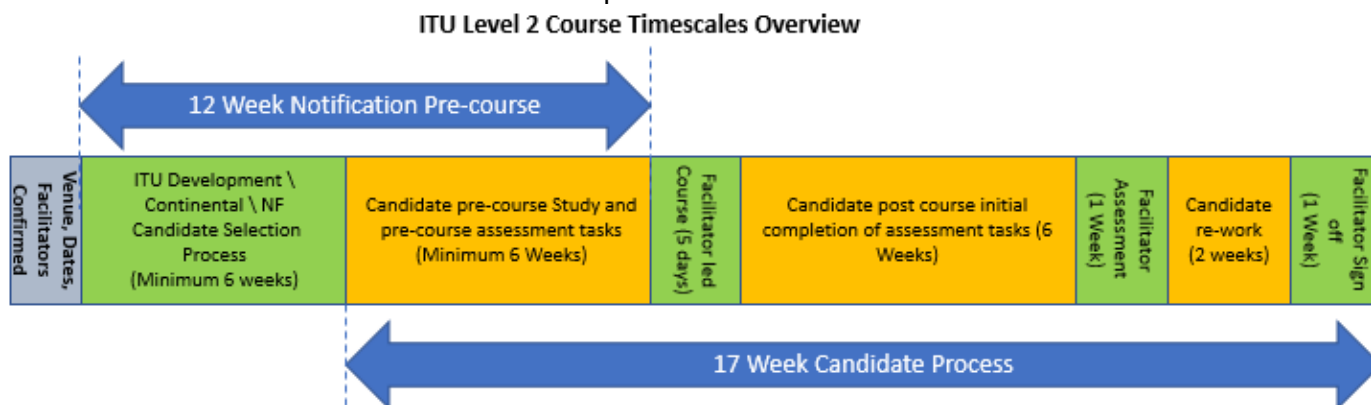 ITU Level 2 Course Timescales Overview
12 Week Notification Pre-course
Venue, Dates,
Facilitators
Confirmed
ITU Development \
Continental \ NF
Candidate Selection
Process
(Minimum 6 weeks)
Candidate pre-course Study and
pre-course assessment tasks
(Minimum 6 Weeks)
Facilitator led
Course (5 days)
Candidate post course initial
completion of assessment tasks (6
Weeks)
Facilitator
Assessment
(1 Week)
Candidate
re-work
(2 weeks)
Facilitator Sign
off
(1 Week)
17 Week Candidate Process